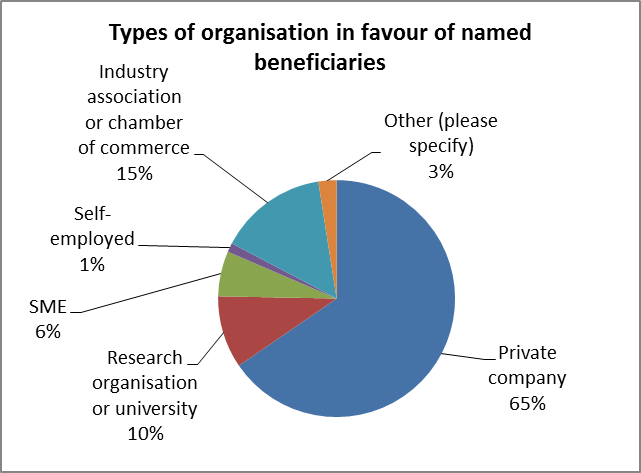 Types of organisation in favour of named
beneficiaries
Industry
association
or chamber
of commerce
15%
Other (please
specify)
3%
Self-
employed
1%
SME
6%
Research
organisation
or university
10%
Private
company
65%